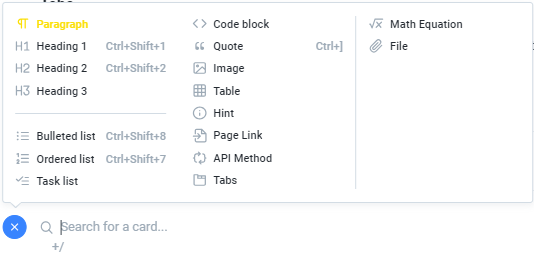 Paragraph
H1 Heading 1 Ctrl+Shift+1
H2 Heading 2 Ctrl+Shift+2
H3 Heading 3
Bulleted list Ctrl+Shift+8
Ordered list Ctrl+Shift+7
Task list
Code block
Quote Ctrl+]
Image
Table
Hint
Page Link
API Method
Tabs
Math Equation
File
Search for a card...
+/